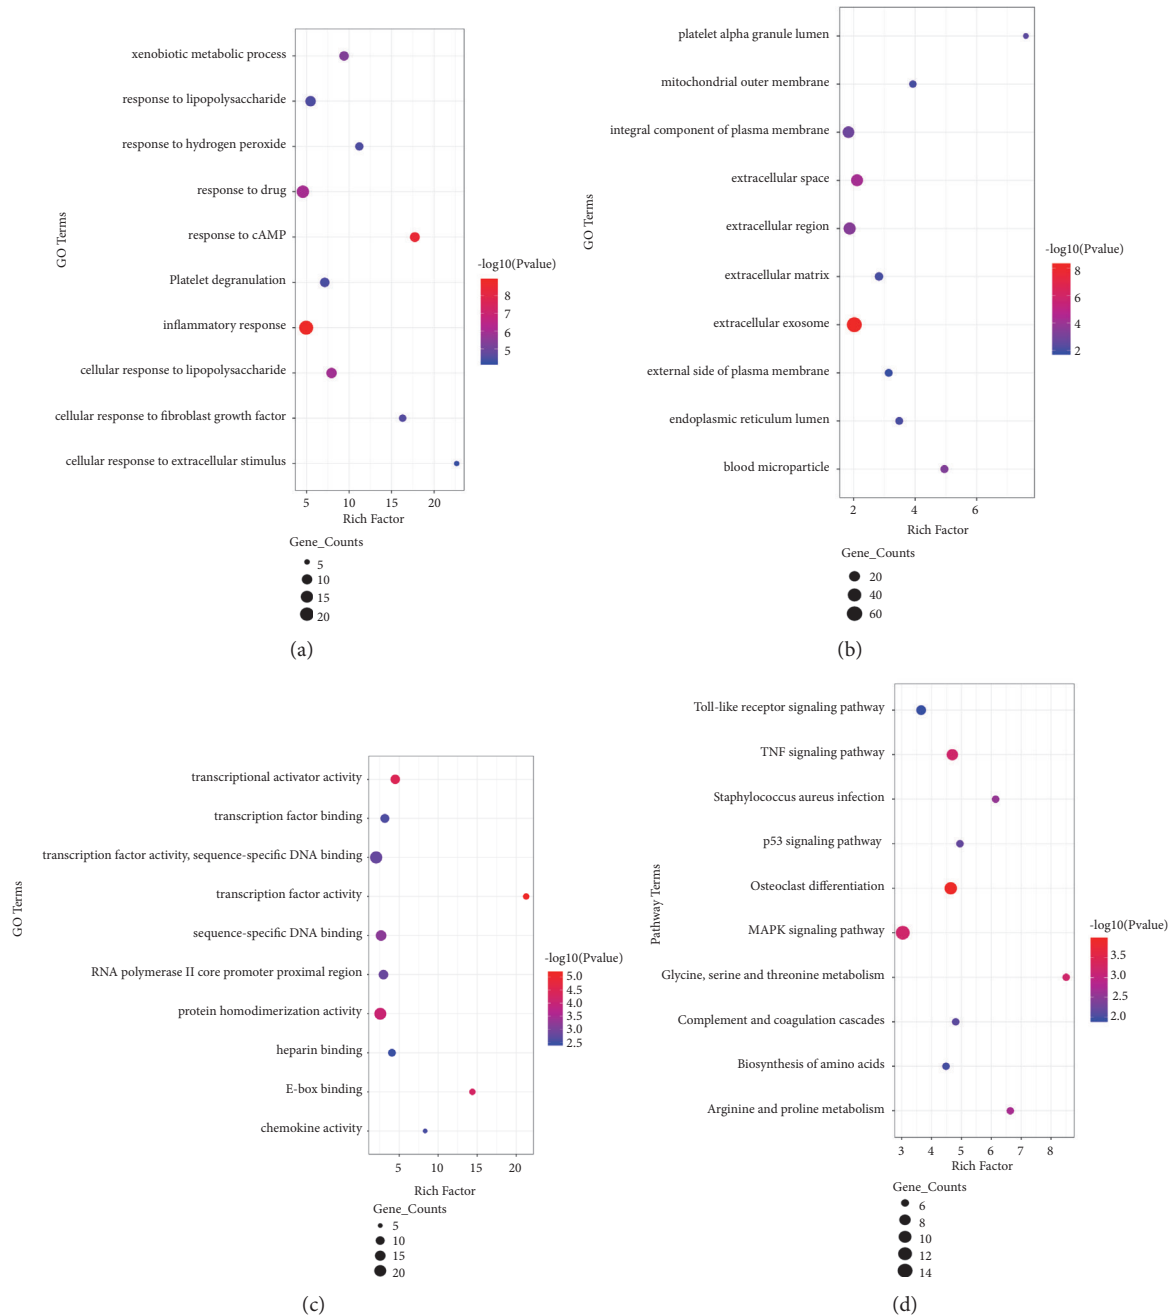 GO Terms
xenobiotic metabolic process
response to lipopolysaccharide
response to hydrogen peroxide
response to drug
response to cAMP
Platelet degranulation
inflammatory response
cellular response to lipopolysaccharide
cellular response to fibroblast growth factor
cellular response to extracellular stimulus
5 10 15 20
Rich Factor
-log10(Pvalue)
8
7
6
5
Gene_Counts
5
10
15
20
(a)
GO Terms
platelet alpha granule lumen
mitochondrial outer membrane
integral component of plasma membrane
extracellular space
extracellular region
extracellular matrix
extracellular exosome
external side of plasma membrane
endoplasmic reticulum lumen
blood microparticle
2 4 6
Rich Factor
-log10(Pvalue)
8
6
4
2
Gene_Counts
20
40
60
(b)
GO Terms
transcriptional activator activity
transcription factor binding
transcription factor activity, sequence-specific DNA binding
transcription factor activity
sequence-specific DNA binding
RNA polymerase II core promoter proximal region
protein homodimerization activity
heparin binding
E-box binding
chemokine activity
5 10 15 20
Rich Factor
-log10(Pvalue)
5.0
4.5
4.0
3.5
3.0
2.5
Gene_Counts
5
10
15
20
(c)
Pathway Terms
Toll-like receptor signaling pathway
TNF signaling pathway
Staphylococcus aureus infection
p53 signaling pathway
Osteoclast differentiation
MAPK signaling pathway
Glycine, serine and threonine metabolism
Complement and coagulation cascades
Biosynthesis of amino acids
Arginine and proline metabolism
3 4 5 6 7 8
Rich Factor
-log10(Pvalue)
3.5
3.0
2.5
2.0
Gene_Counts
6
8
10
12
14
(d)